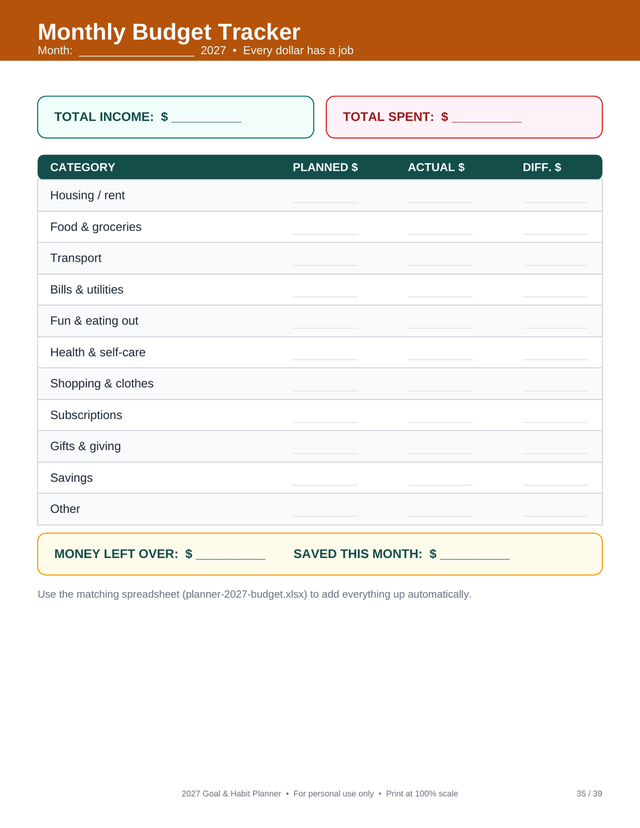 Monthly Budget Tracker
Month: __________________ 2027 • Every dollar has a job
TOTAL INCOME: $ __________
TOTAL SPENT: $ __________
CATEGORY PLANNED $ ACTUAL $ DIFF. $
Housing / rent
Food & groceries
Transport
Bills & utilities
Fun & eating out
Health & self-care
Shopping & clothes
Subscriptions
Gifts & giving
Savings
Other
MONEY LEFT OVER: $ __________ SAVED THIS MONTH: $ __________
Use the matching spreadsheet (planner-2027-budget.xlsx) to add everything up automatically.
2027 Goal & Habit Planner • For personal use only • Print at 100% scale 35 / 39